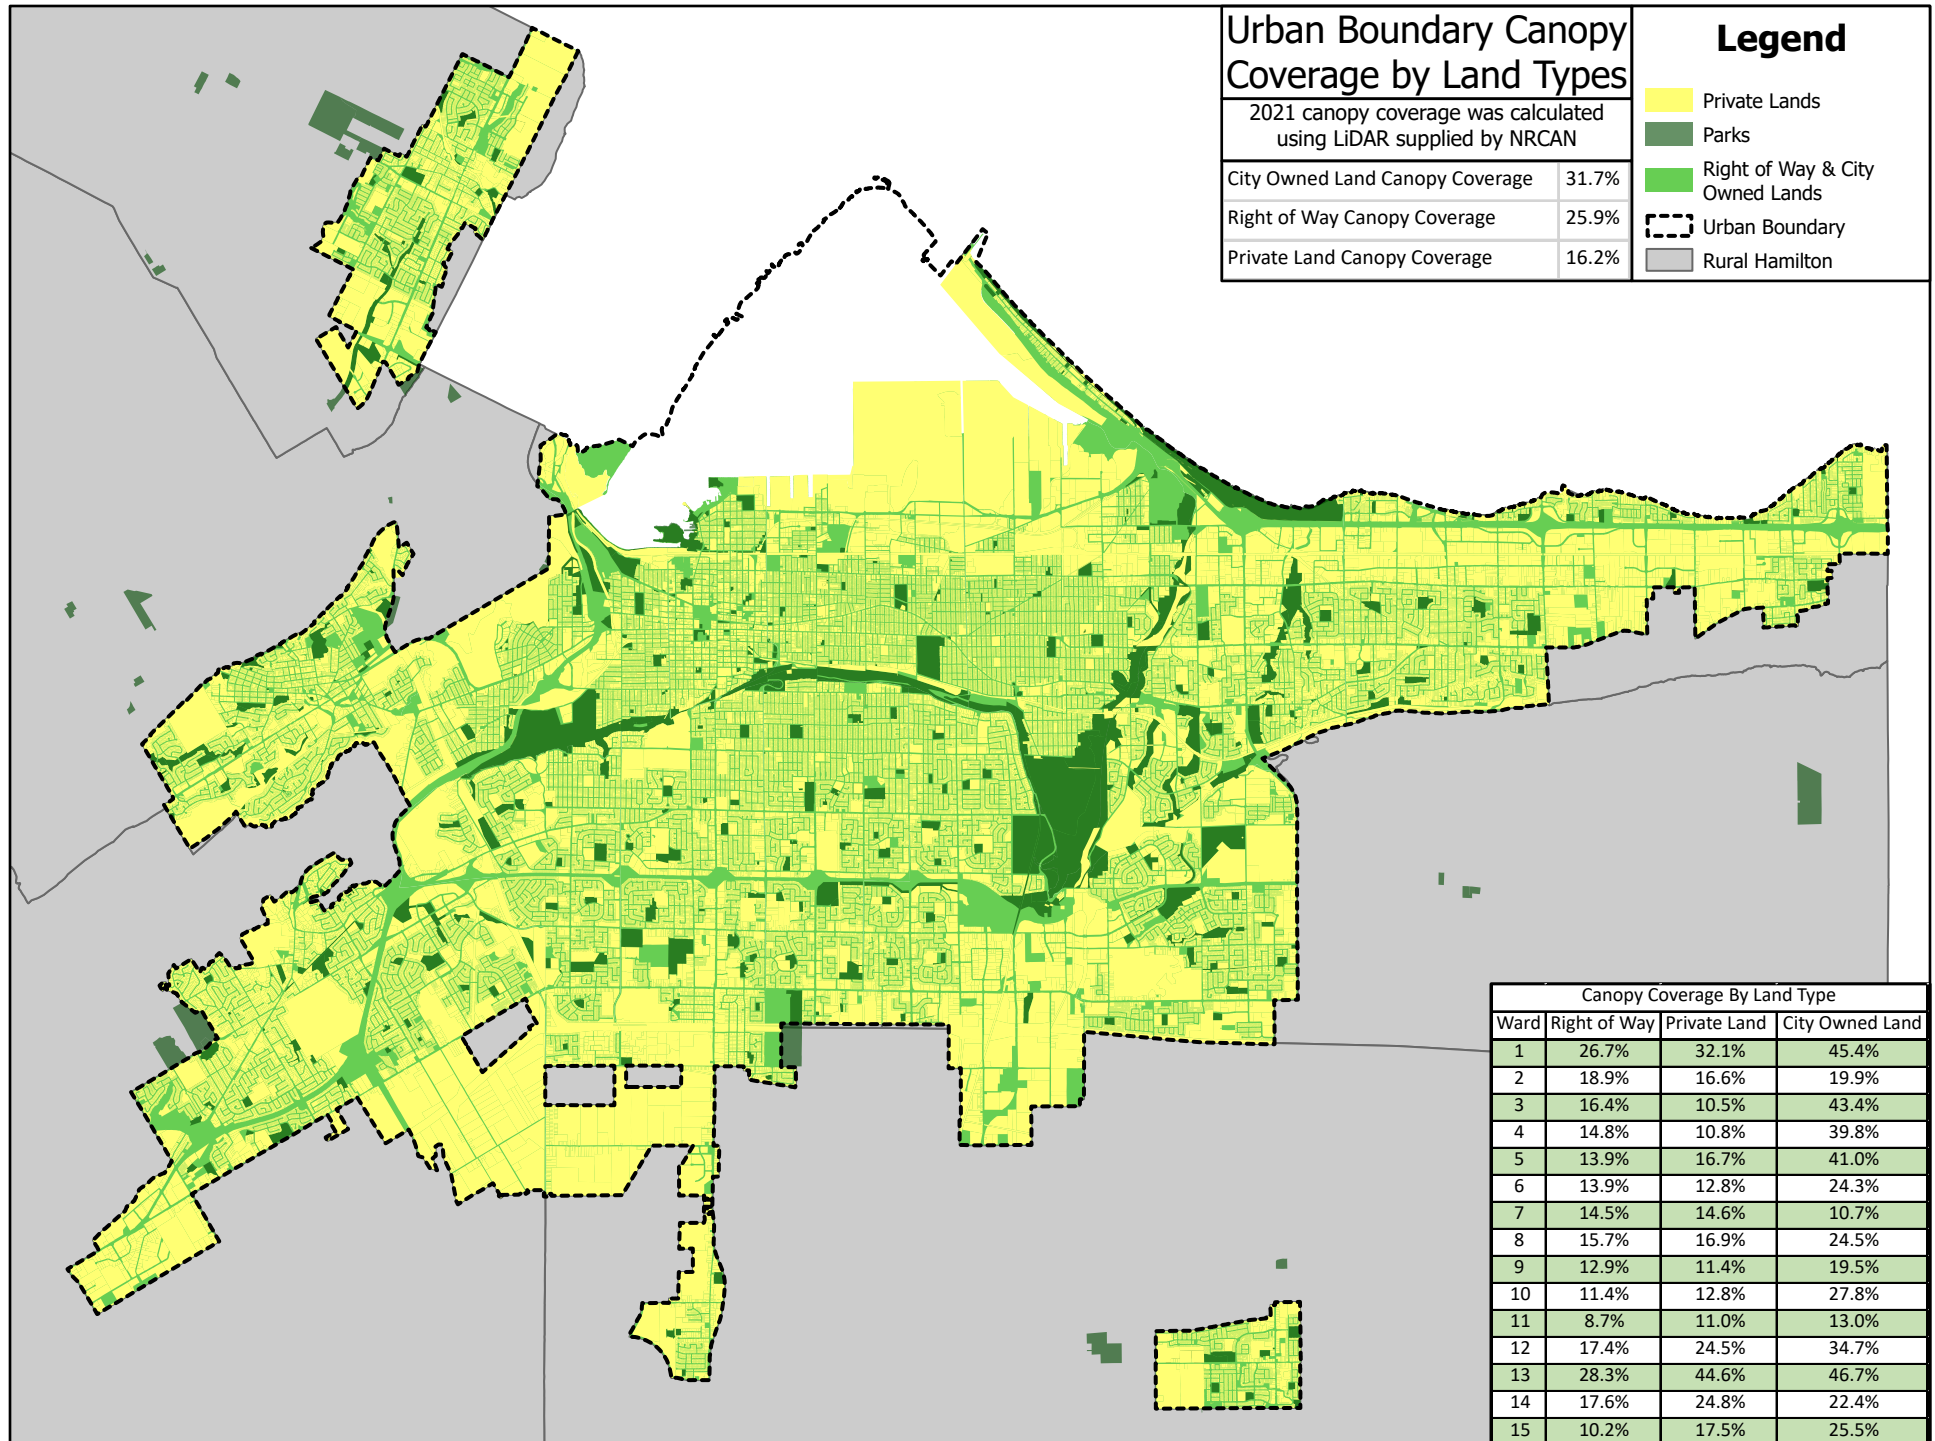 Urban Boundary Canopy
Coverage by Land Types
2021 canopy coverage was calculated
using LiDAR supplied by NRCAN
City Owned Land Canopy Coverage 31.7%
Right of Way Canopy Coverage 25.9%
Private Land Canopy Coverage 16.2%
Legend
Private Lands
Parks
Right of Way & City
Owned Lands
Urban Boundary
Rural Hamilton
Canopy Coverage By Land Type
Ward Right of Way Private Land City Owned Land
1 26.7% 32.1% 45.4%
2 18.9% 16.6% 19.9%
3 16.4% 10.5% 43.4%
4 14.8% 10.8% 39.8%
5 13.9% 16.7% 41.0%
6 13.9% 12.8% 24.3%
7 14.5% 14.6% 10.7%
8 15.7% 16.9% 24.5%
9 12.9% 11.4% 19.5%
10 11.4% 12.8% 27.8%
11 8.7% 11.0% 13.0%
12 17.4% 24.5% 34.7%
13 28.3% 44.6% 46.7%
14 17.6% 24.8% 22.4%
15 10.2% 17.5% 25.5%